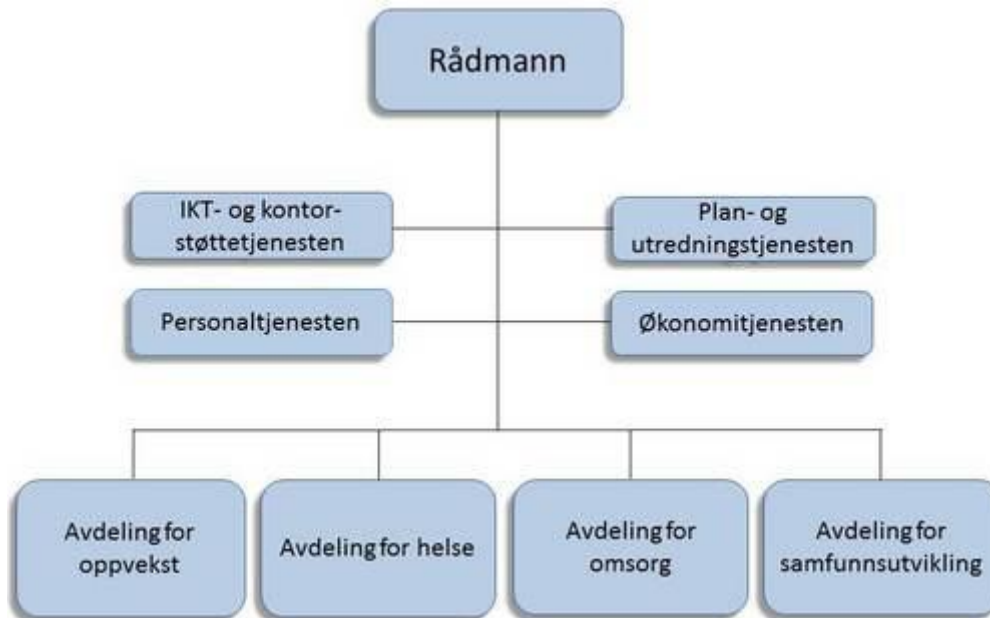 Rådmann
IKT- og kontor-
støttetjenesten
Plan- og
utredningstjenesten
Personaltjenesten
Økonomitjenesten
Avdeling for
oppvekst
Avdeling for helse
Avdeling for
omsorg
Avdeling for
samfunnsutvikling